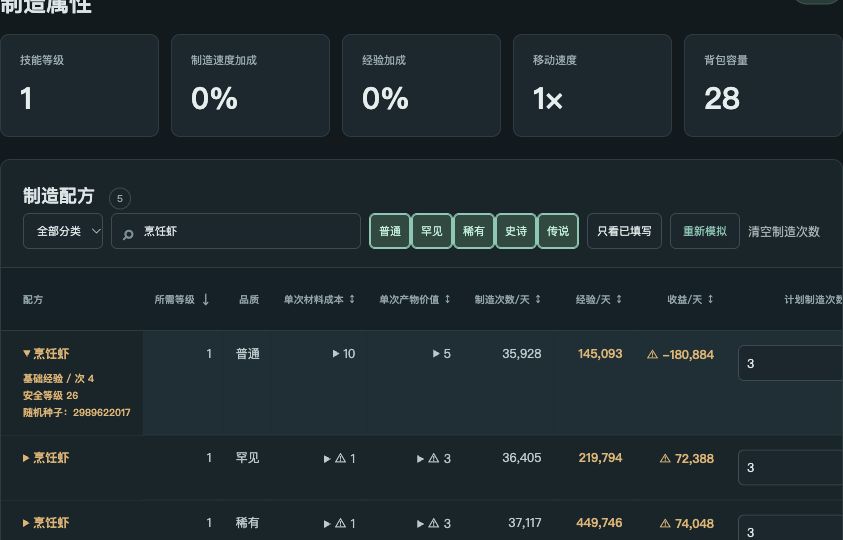 制造属性
技能等级 制造速度加成 经验加成 移动速度 背包容量
1 0% 0% 1× 28
制造配方 5
全部分类 烹饪虾 普通 罕见 稀有 史诗 传说 只看已填写 重新模拟 清空制造次数
配方 所需等级 ↓ 品质 单次材料成本 ↕ 单次产物价值 ↕ 制造次数/天 ↕ 经验/天 ↕ 收益/天 ↕ 计划制造次数
▼ 烹饪虾 1 普通 ▶ 10 ▶ 5 35,928 145,093 ⚠ −180,884 3
基础经验 / 次 4
安全等级 26
随机种子：2989622017
▶ 烹饪虾 1 罕见 ▶ ⚠ 1 ▶ ⚠ 3 36,405 219,794 ⚠ 72,388 3
▶ 烹饪虾 1 稀有 ▶ ⚠ 1 ▶ ⚠ 3 37,117 449,746 ⚠ 74,048 3